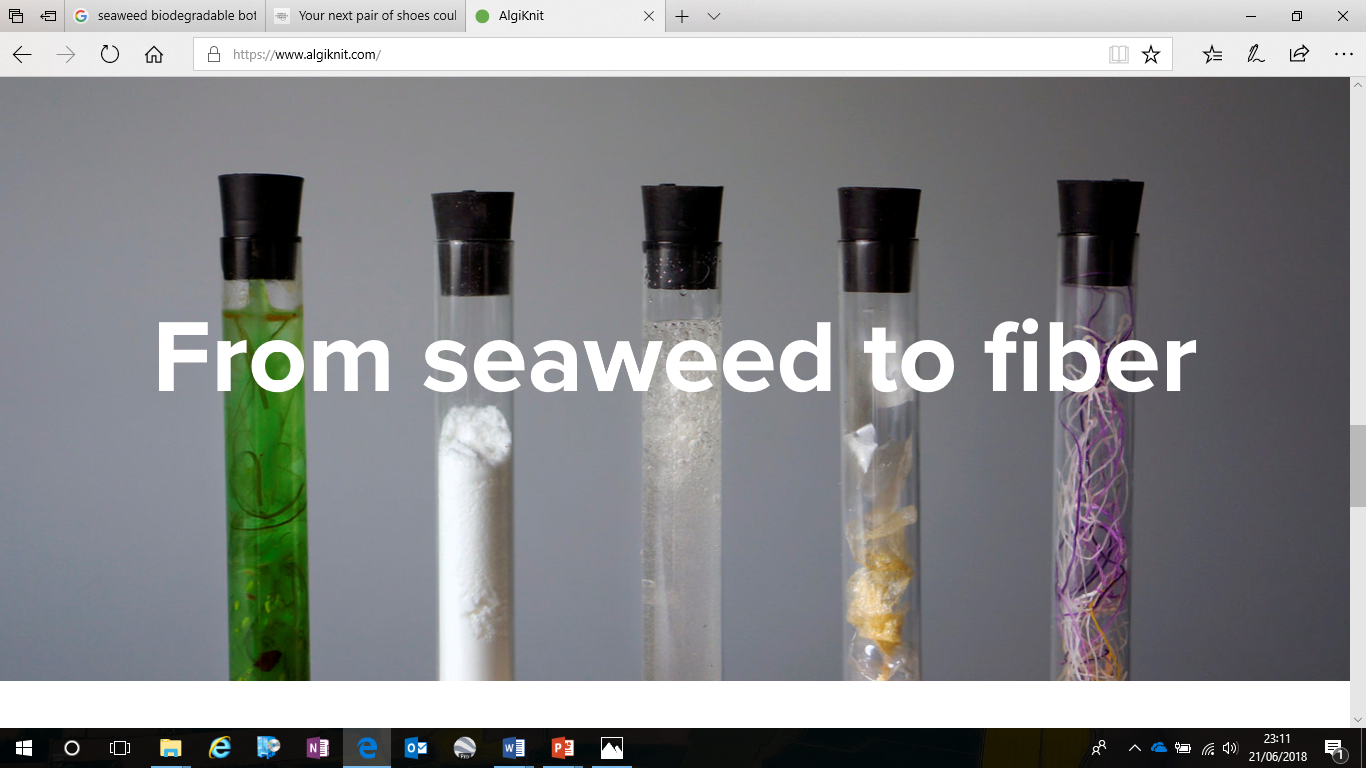 seaweed biodegradable bot
Your next pair of shoes coul
AlgiKnit
https://www.algiknit.com/
From seaweed to fiber
23:11
21/06/2018
1